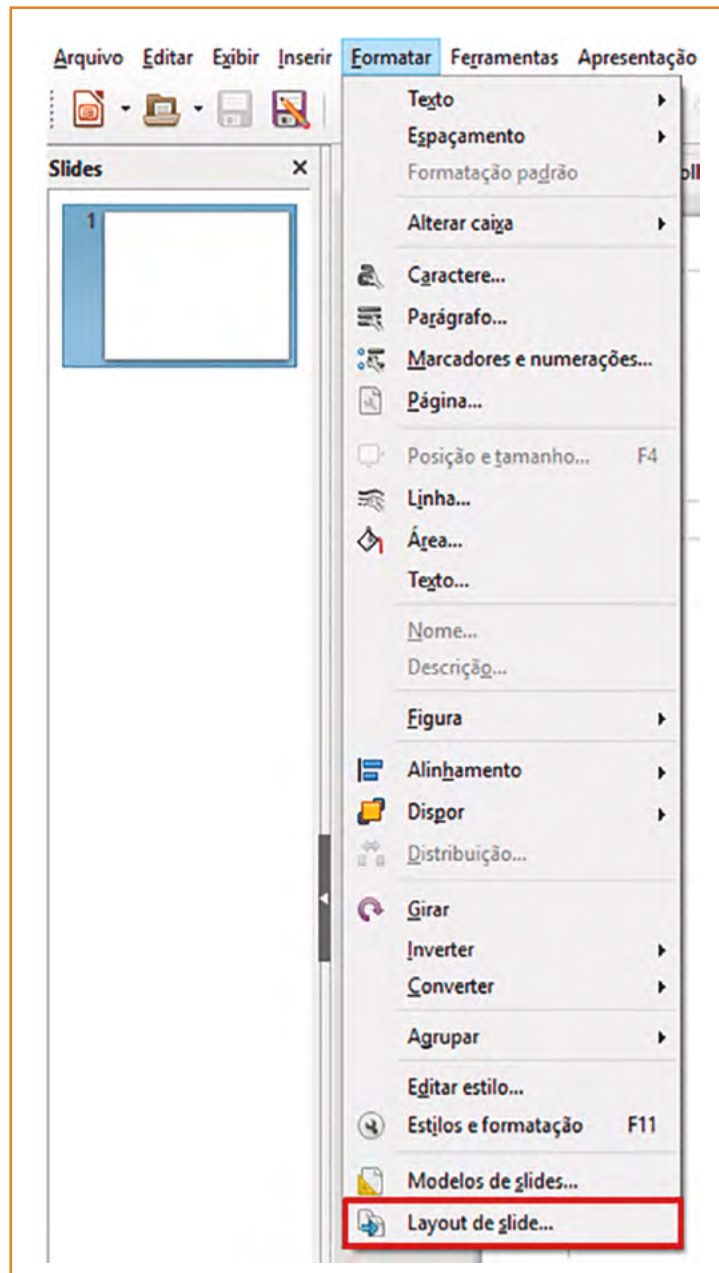 Arquivo Editar Exibir Inserir Formatar Ferramentas Apresentação
Slides
1
Texto
Espaçamento
Formatação padrão
Alterar caixa
Caractere...
Parágrafo...
Marcadores e numerações...
Página...
Posição e tamanho... F4
Linha...
Área...
Texto...
Nome...
Descrição...
Figura
Alinhamento
Dispor
Distribuição...
Girar
Inverter
Converter
Agrupar
Editar estilo...
Estilos e formatação F11
Modelos de slides...
Layout de slide...